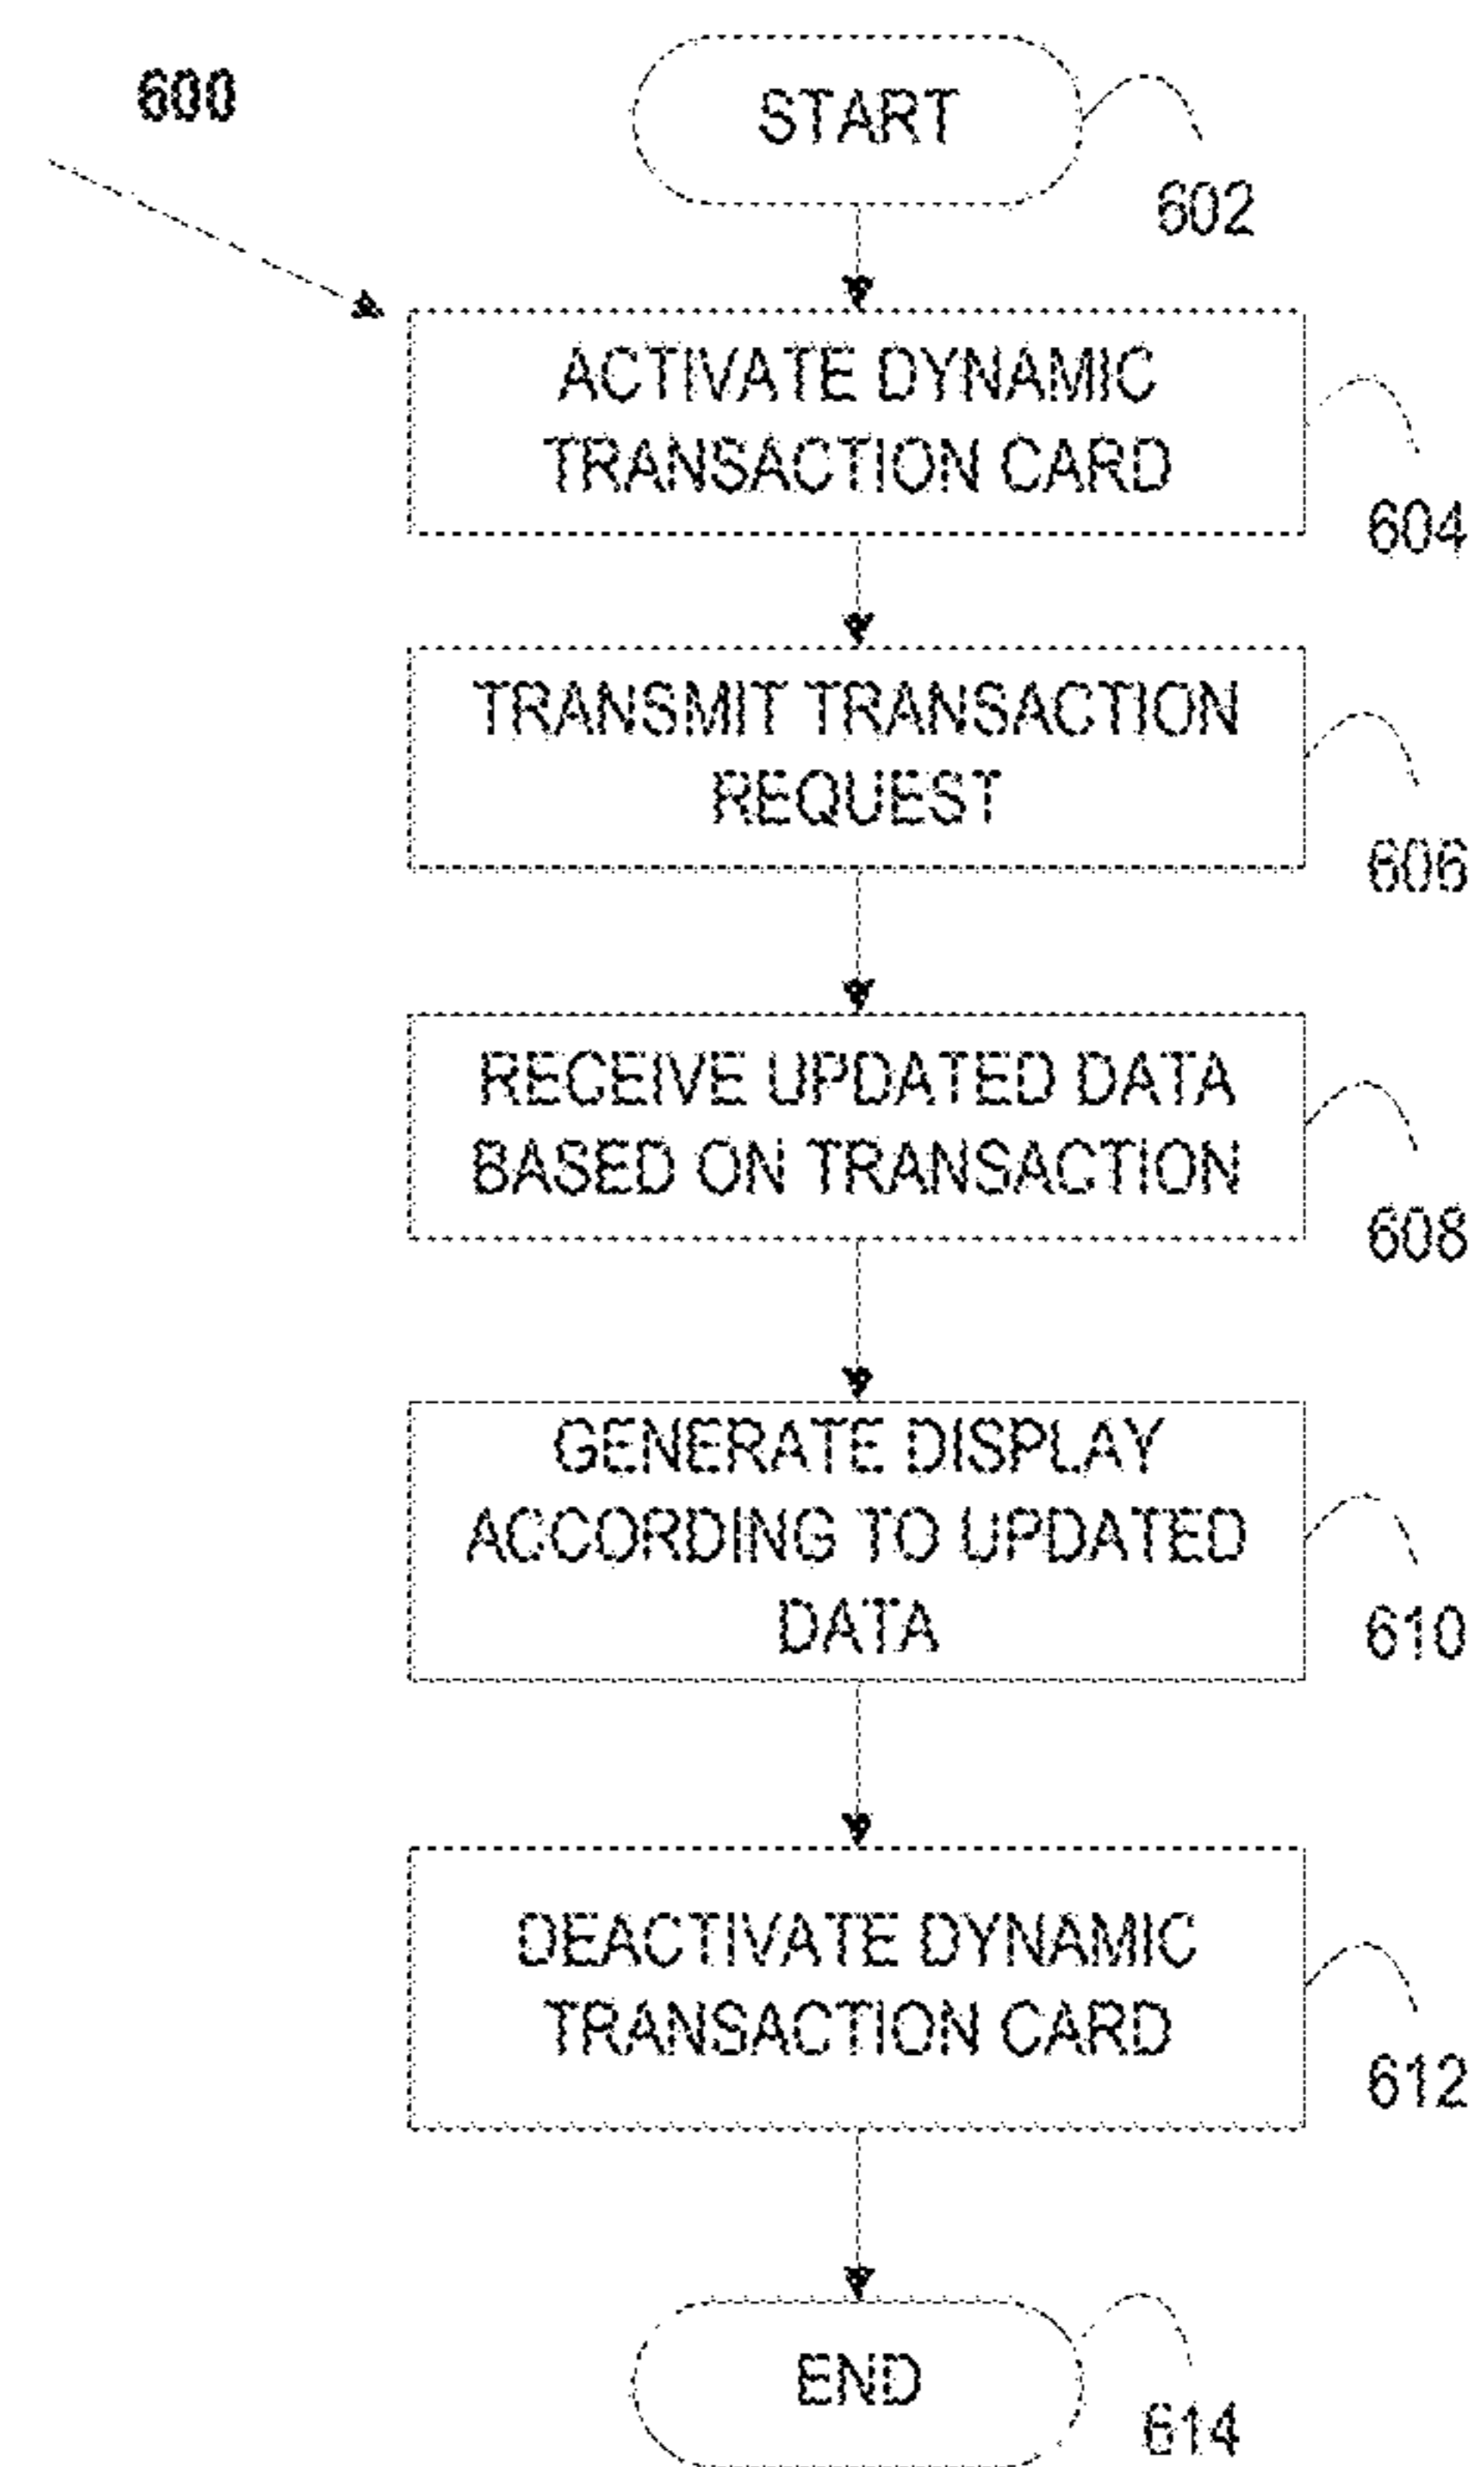 600
START
602
ACTIVATE DYNAMIC
TRANSACTION CARD
604
TRANSMIT TRANSACTION
REQUEST
606
RECEIVE UPDATED DATA
BASED ON TRANSACTION
608
GENERATE DISPLAY
ACCORDING TO UPDATED
DATA
610
DEACTIVATE DYNAMIC
TRANSACTION CARD
612
END
614